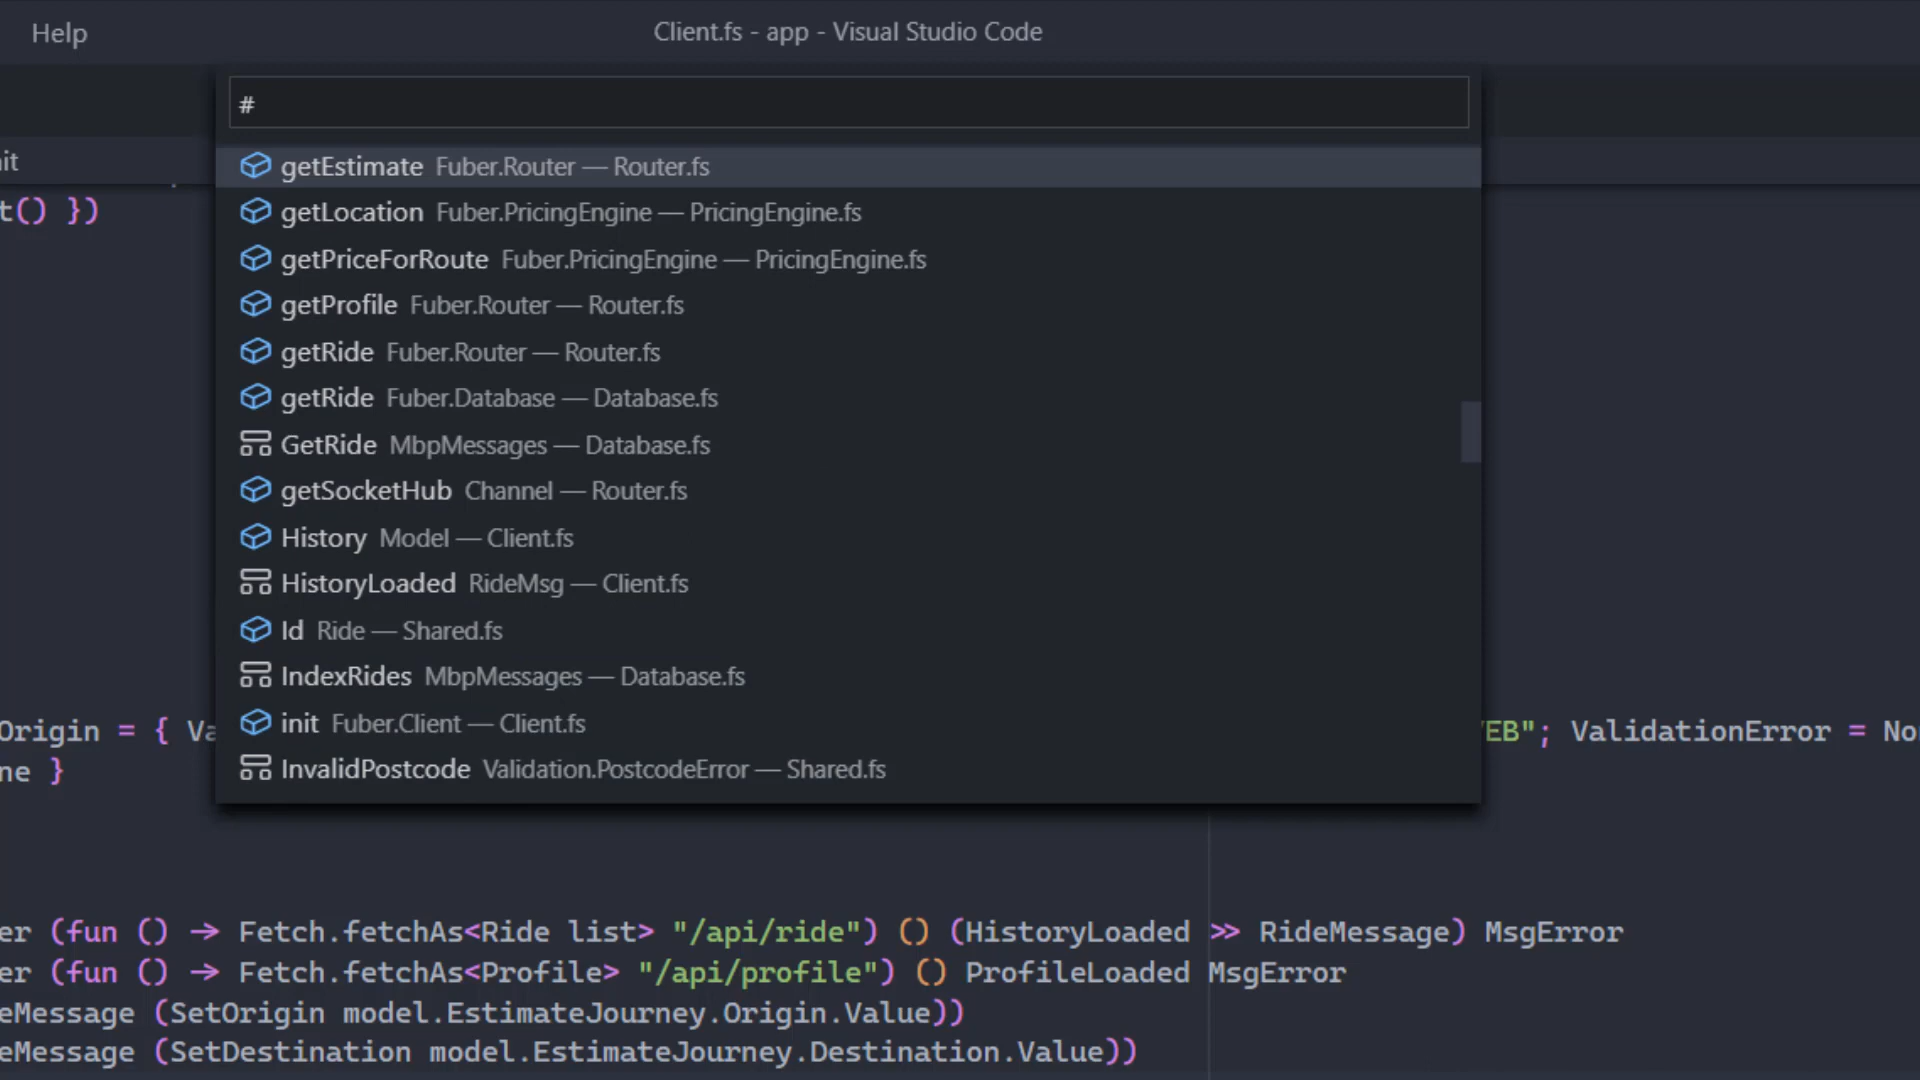 Help
Client.fs - app - Visual Studio Code
#
it
getEstimate Fuber.Router — Router.fs
getLocation Fuber.PricingEngine — PricingEngine.fs
t() })
getPriceForRoute Fuber.PricingEngine — PricingEngine.fs
getProfile Fuber.Router — Router.fs
getRide Fuber.Router — Router.fs
getRide Fuber.Database — Database.fs
GetRide MbpMessages — Database.fs
getSocketHub Channel — Router.fs
History Model — Client.fs
HistoryLoaded RideMsg — Client.fs
Id Ride — Shared.fs
IndexRides MbpMessages — Database.fs
init Fuber.Client — Client.fs
Origin = { Va
EB"; ValidationError = No
InvalidPostcode Validation.PostcodeError — Shared.fs
ne }
er (fun () -> Fetch.fetchAs<Ride list> "/api/ride") () (HistoryLoaded >> RideMessage) MsgError
er (fun () -> Fetch.fetchAs<Profile> "/api/profile") () ProfileLoaded MsgError
eMessage (SetOrigin model.EstimateJourney.Origin.Value))
eMessage (SetDestination model.EstimateJourney.Destination.Value))